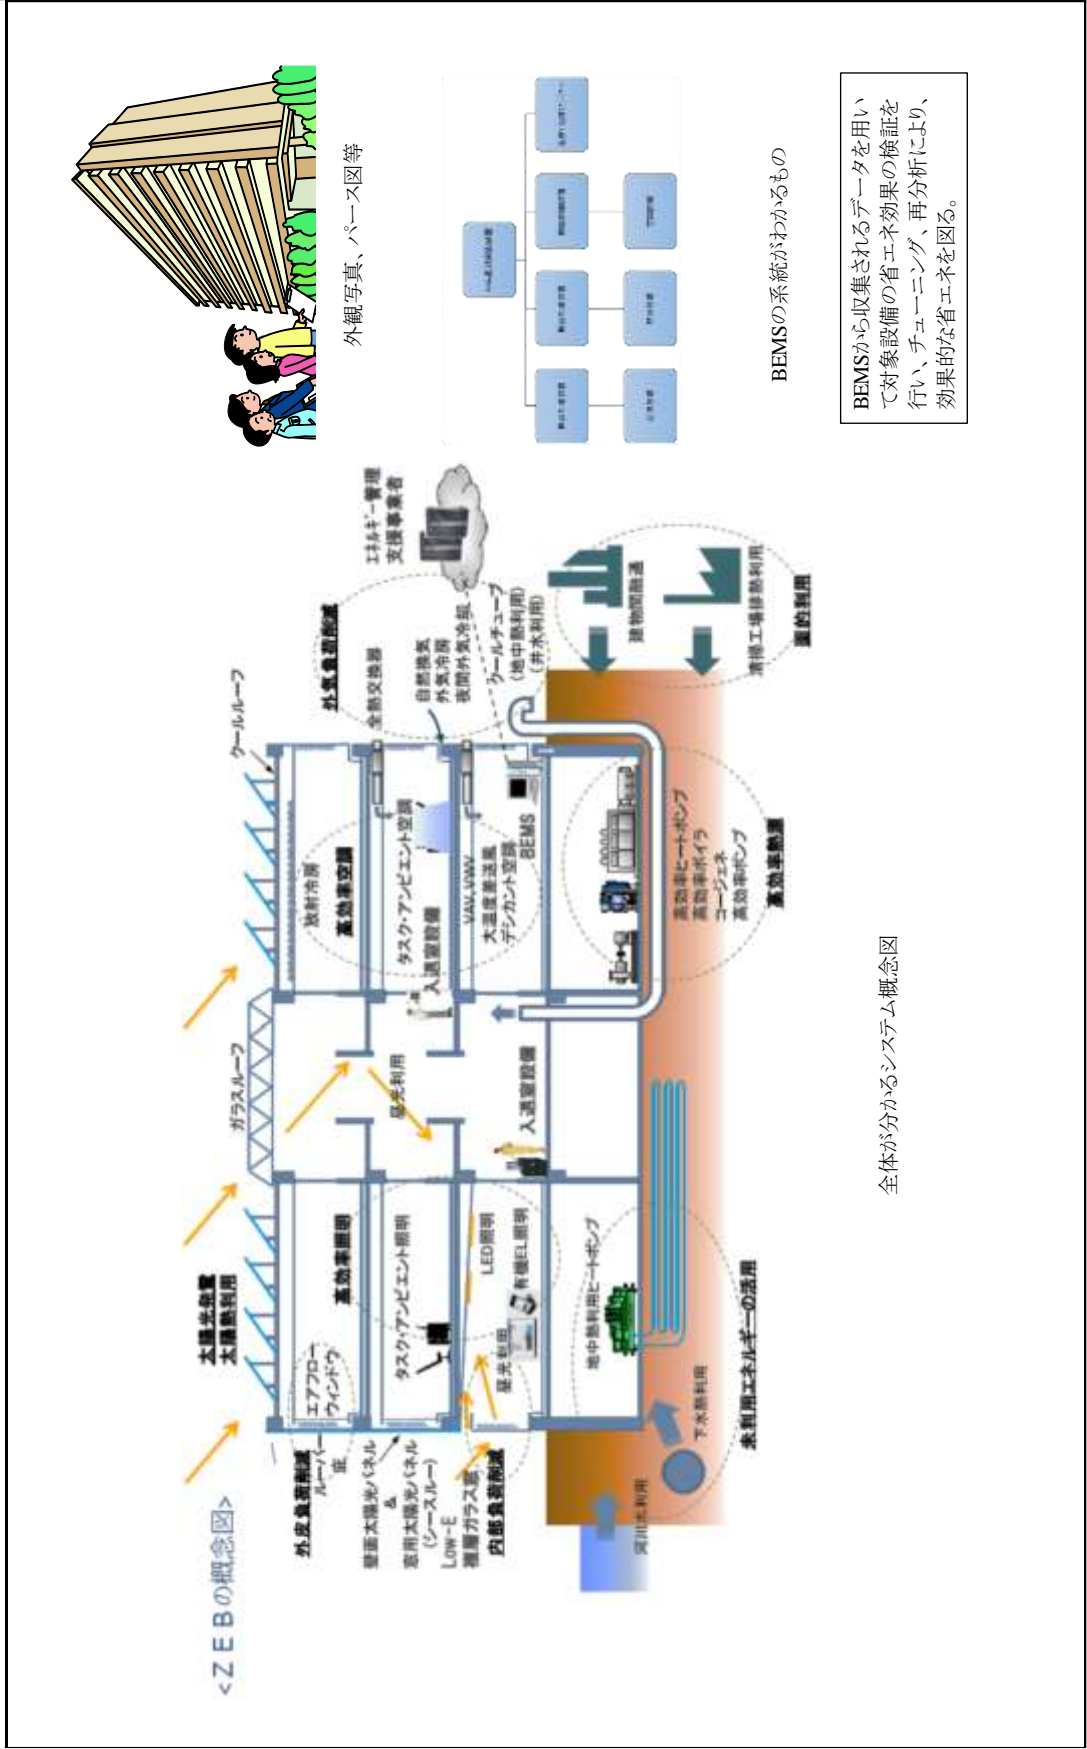 <ＺＥＢの概念図>
太陽光発電
太陽熱利用
ガラスルーフ
クールルーフ
外皮負荷削減
ルーバー
庇
エアフロー
ウィンドウ
高効率照明
放射冷房
高効率空調
外気負荷削減
全熱交換器
壁面太陽光パネル
&
窓用太陽光パネル
(シースルー)
Low-E
複層ガラス窓
内部負荷削減
タスク・アンビエント照明
昼光利用
入退室設備
タスク・アンビエント空調
自然換気
外気冷房
夜間外気冷却
エネルギー管理
支援事業者
LED照明
昼光利用
有機EL照明
入退室設備
VAV、VWV
大温度差送風
デシカント空調
BEMS
クールチューブ
(地中熱利用)
(井水利用)
地中熱利用ヒートポンプ
河川水利用
下水熱利用
未利用エネルギーの活用
高効率ヒートポンプ
高効率ボイラ
コージェネ
高効率ポンプ
高効率熱源
建物間融通
清掃工場排熱利用
面的利用
全体が分かるシステム概念図
外観写真、パース図等
BEMSの系統がわかるもの
BEMSから収集されるデータを用い
て対象設備の省エネ効果の検証を
行い、チューニング、再分析により、
効果的な省エネを図る。